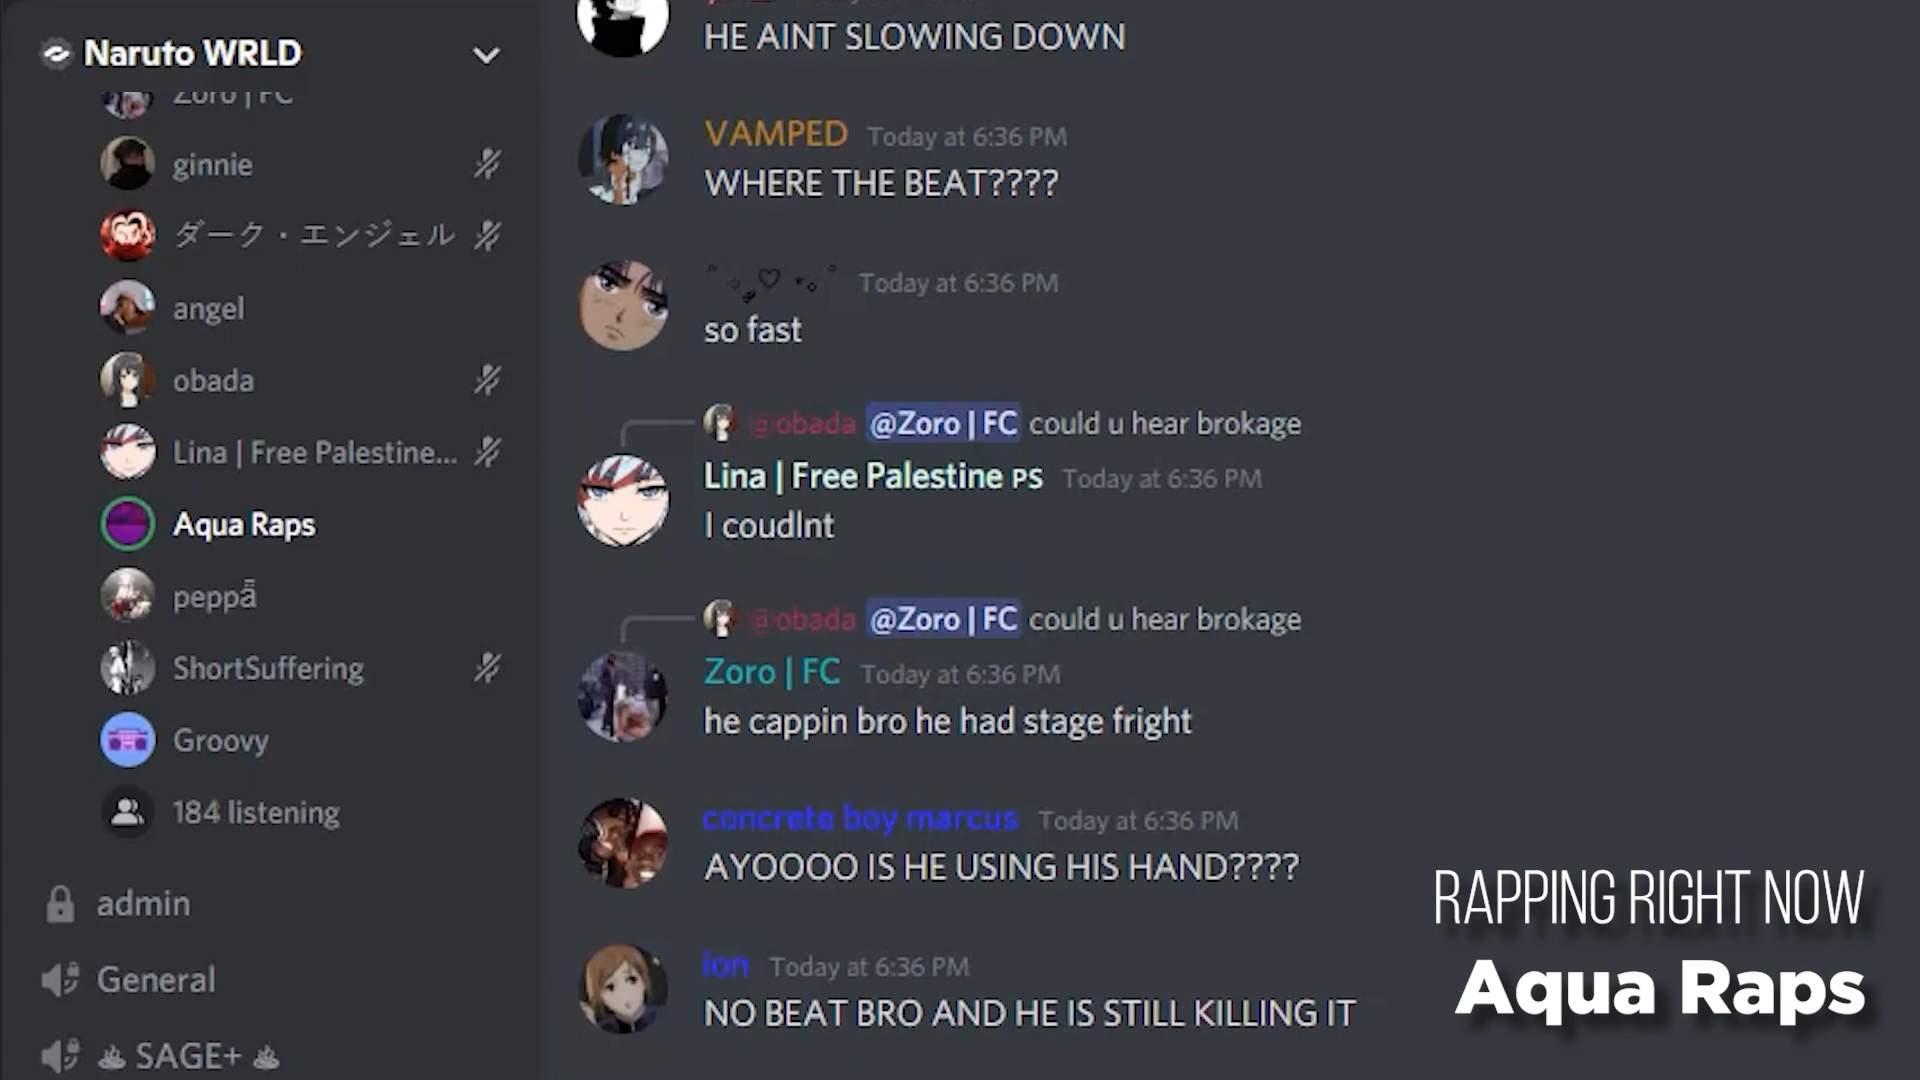 Naruto WRLD
Zoro | FC
ginnie
ダーク・エンジェル
angel
obada
Lina | Free Palestine...
Aqua Raps
peppa
ShortSuffering
Groovy
184 listening
admin
General
SAGE+
HE AINT SLOWING DOWN
VAMPED Today at 6:36 PM
WHERE THE BEAT????
Today at 6:36 PM
so fast
@obada @Zoro | FC could u hear brokage
Lina | Free Palestine PS Today at 6:36 PM
I coudlnt
@obada @Zoro | FC could u hear brokage
Zoro | FC Today at 6:36 PM
he cappin bro he had stage fright
concrete boy marcus Today at 6:36 PM
AYOOOO IS HE USING HIS HAND????
ion Today at 6:36 PM
NO BEAT BRO AND HE IS STILL KILLING IT
RAPPING RIGHT NOW
Aqua Raps